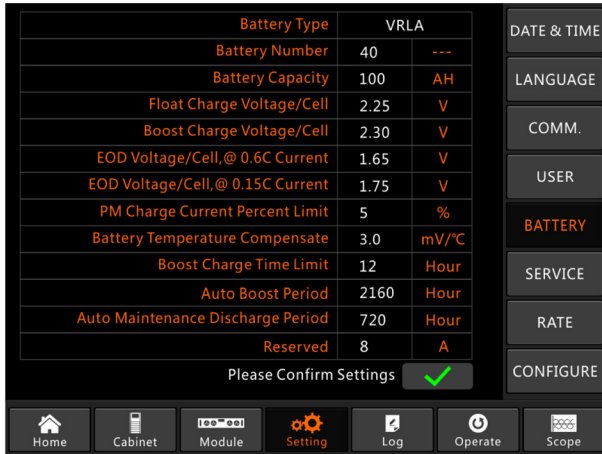 Battery Type VRLA
Battery Number 40 ---
Battery Capacity 100 AH
Float Charge Voltage/Cell 2.25 V
Boost Charge Voltage/Cell 2.30 V
EOD Voltage/Cell,@ 0.6C Current 1.65 V
EOD Voltage/Cell,@ 0.15C Current 1.75 V
PM Charge Current Percent Limit 5 %
Battery Temperature Compensate 3.0 mV/℃
Boost Charge Time Limit 12 Hour
Auto Boost Period 2160 Hour
Auto Maintenance Discharge Period 720 Hour
Reserved 8 A
Please Confirm Settings
DATE & TIME
LANGUAGE
COMM.
USER
BATTERY
SERVICE
RATE
CONFIGURE
Home Cabinet Module Setting Log Operate Scope